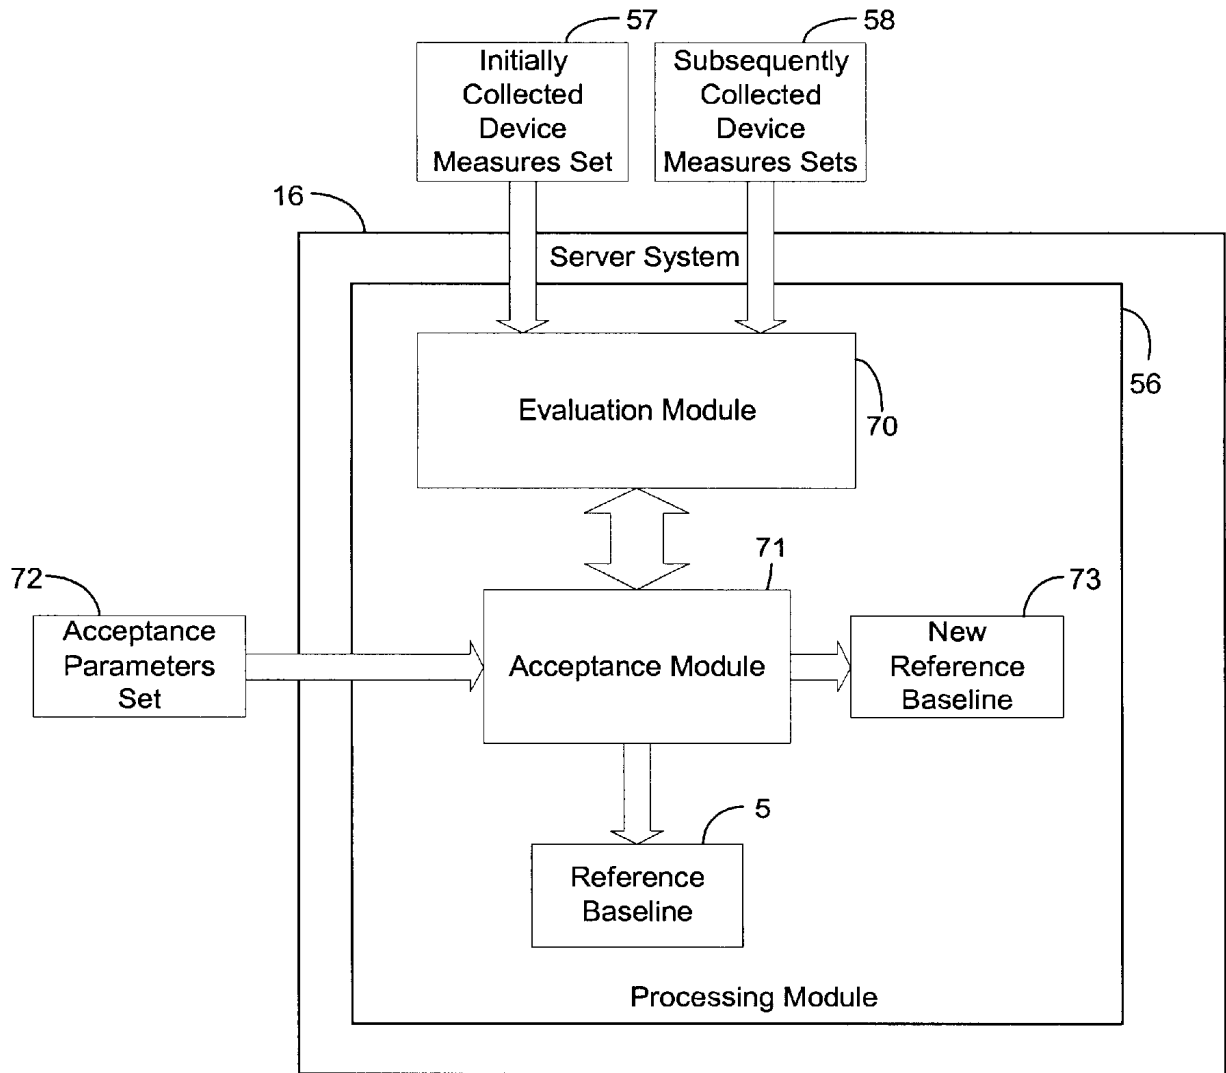 57
58
Initially
Collected
Device
Measures Set
Subsequently
Collected
Device
Measures Sets
16
Server System
56
Evaluation Module
70
71
72
73
Acceptance
Parameters
Set
Acceptance Module
New
Reference
Baseline
5
Reference
Baseline
Processing Module